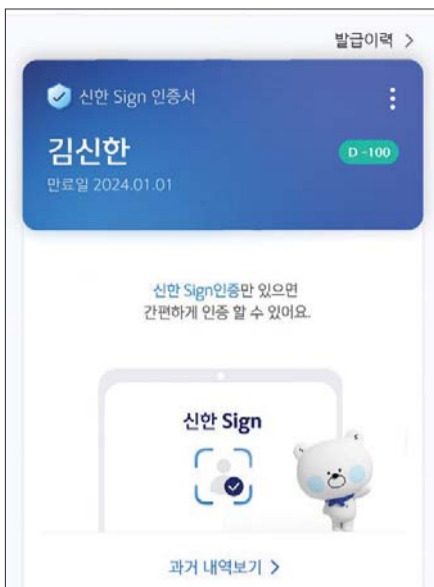 발급이력 >
신한 Sign 인증서
김신한
D-100
만료일 2024.01.01
신한 Sign인증만 있으면
간편하게 인증 할 수 있어요.
신한 Sign
과거 내역보기 >